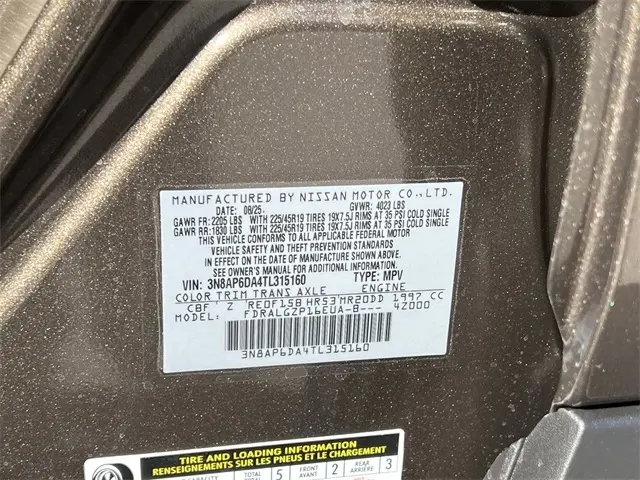 MANUFACTURED BY NISSAN MOTOR CO.,LTD.
DATE: 08/25 GVWR: 4023 LBS
GAWR FR: 2205 LBS WITH 225/45R19 TIRES 19X7.5J RIMS AT 35 PSI COLD SINGLE
GAWR RR: 1830 LBS WITH 225/45R19 TIRES 19X7.5J RIMS AT 35 PSI COLD SINGLE
THIS VEHICLE CONFORMS TO ALL APPLICABLE FEDERAL MOTOR
VEHICLE SAFETY AND THEFT PREVENTION STANDARDS
IN EFFECT ON THE DATE OF MANUFACTURE SHOWN ABOVE.
SEE OWNER'S MANUAL FOR ADDITIONAL INFORMATION
VIN: 3N8AP6DA4TL315160 TYPE: MPV
COLOR TRIM TRANS AXLE ENGINE
CBF Z RE0F15B HR53 MR20DD 1997 CC
MODEL: FDRALGZP16EUA-B--- 4Z000
3N8AP6DA4TL315160
TIRE AND LOADING INFORMATION
RENSEIGNEMENTS SUR LES PNEUS ET LE CHARGEMENT
CAPACITY TOTAL 5 FRONT AVANT 2 REAR ARRIÈRE 3